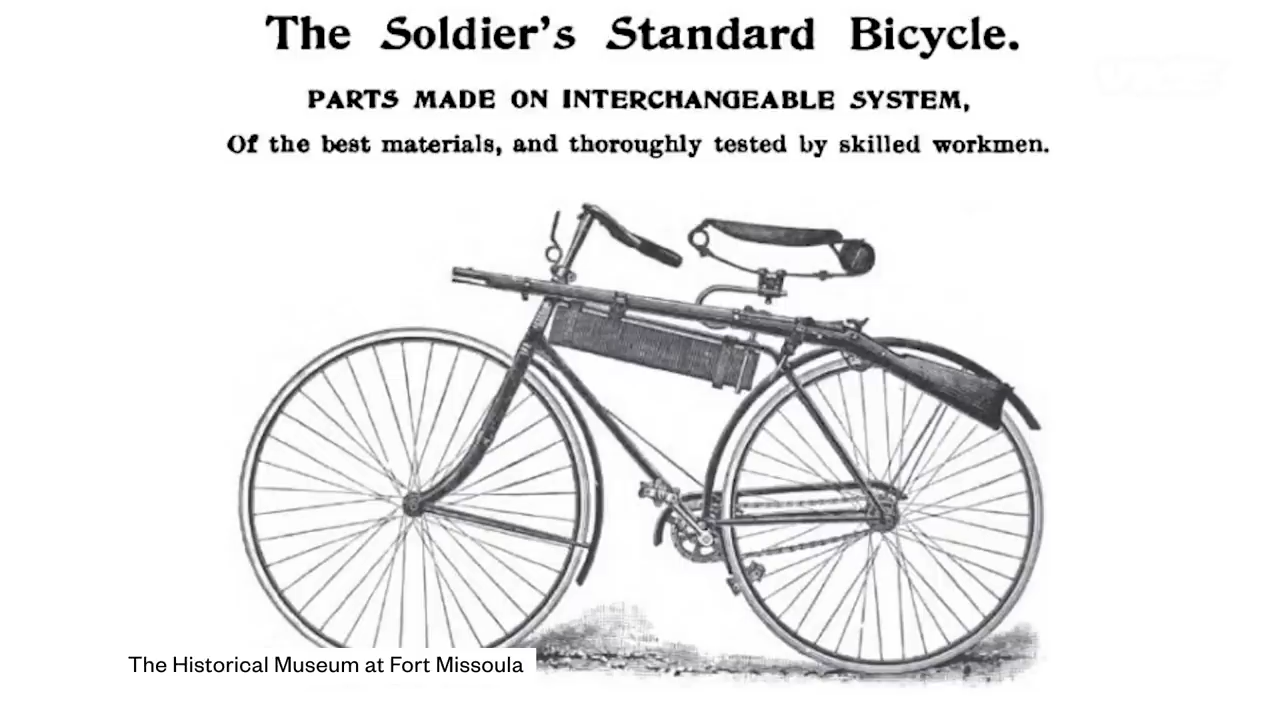 The Soldier's Standard Bicycle.
VICE
PARTS MADE ON INTERCHANGEABLE SYSTEM,
Of the best materials, and thoroughly tested by skilled workmen.
The Historical Museum at Fort Missoula